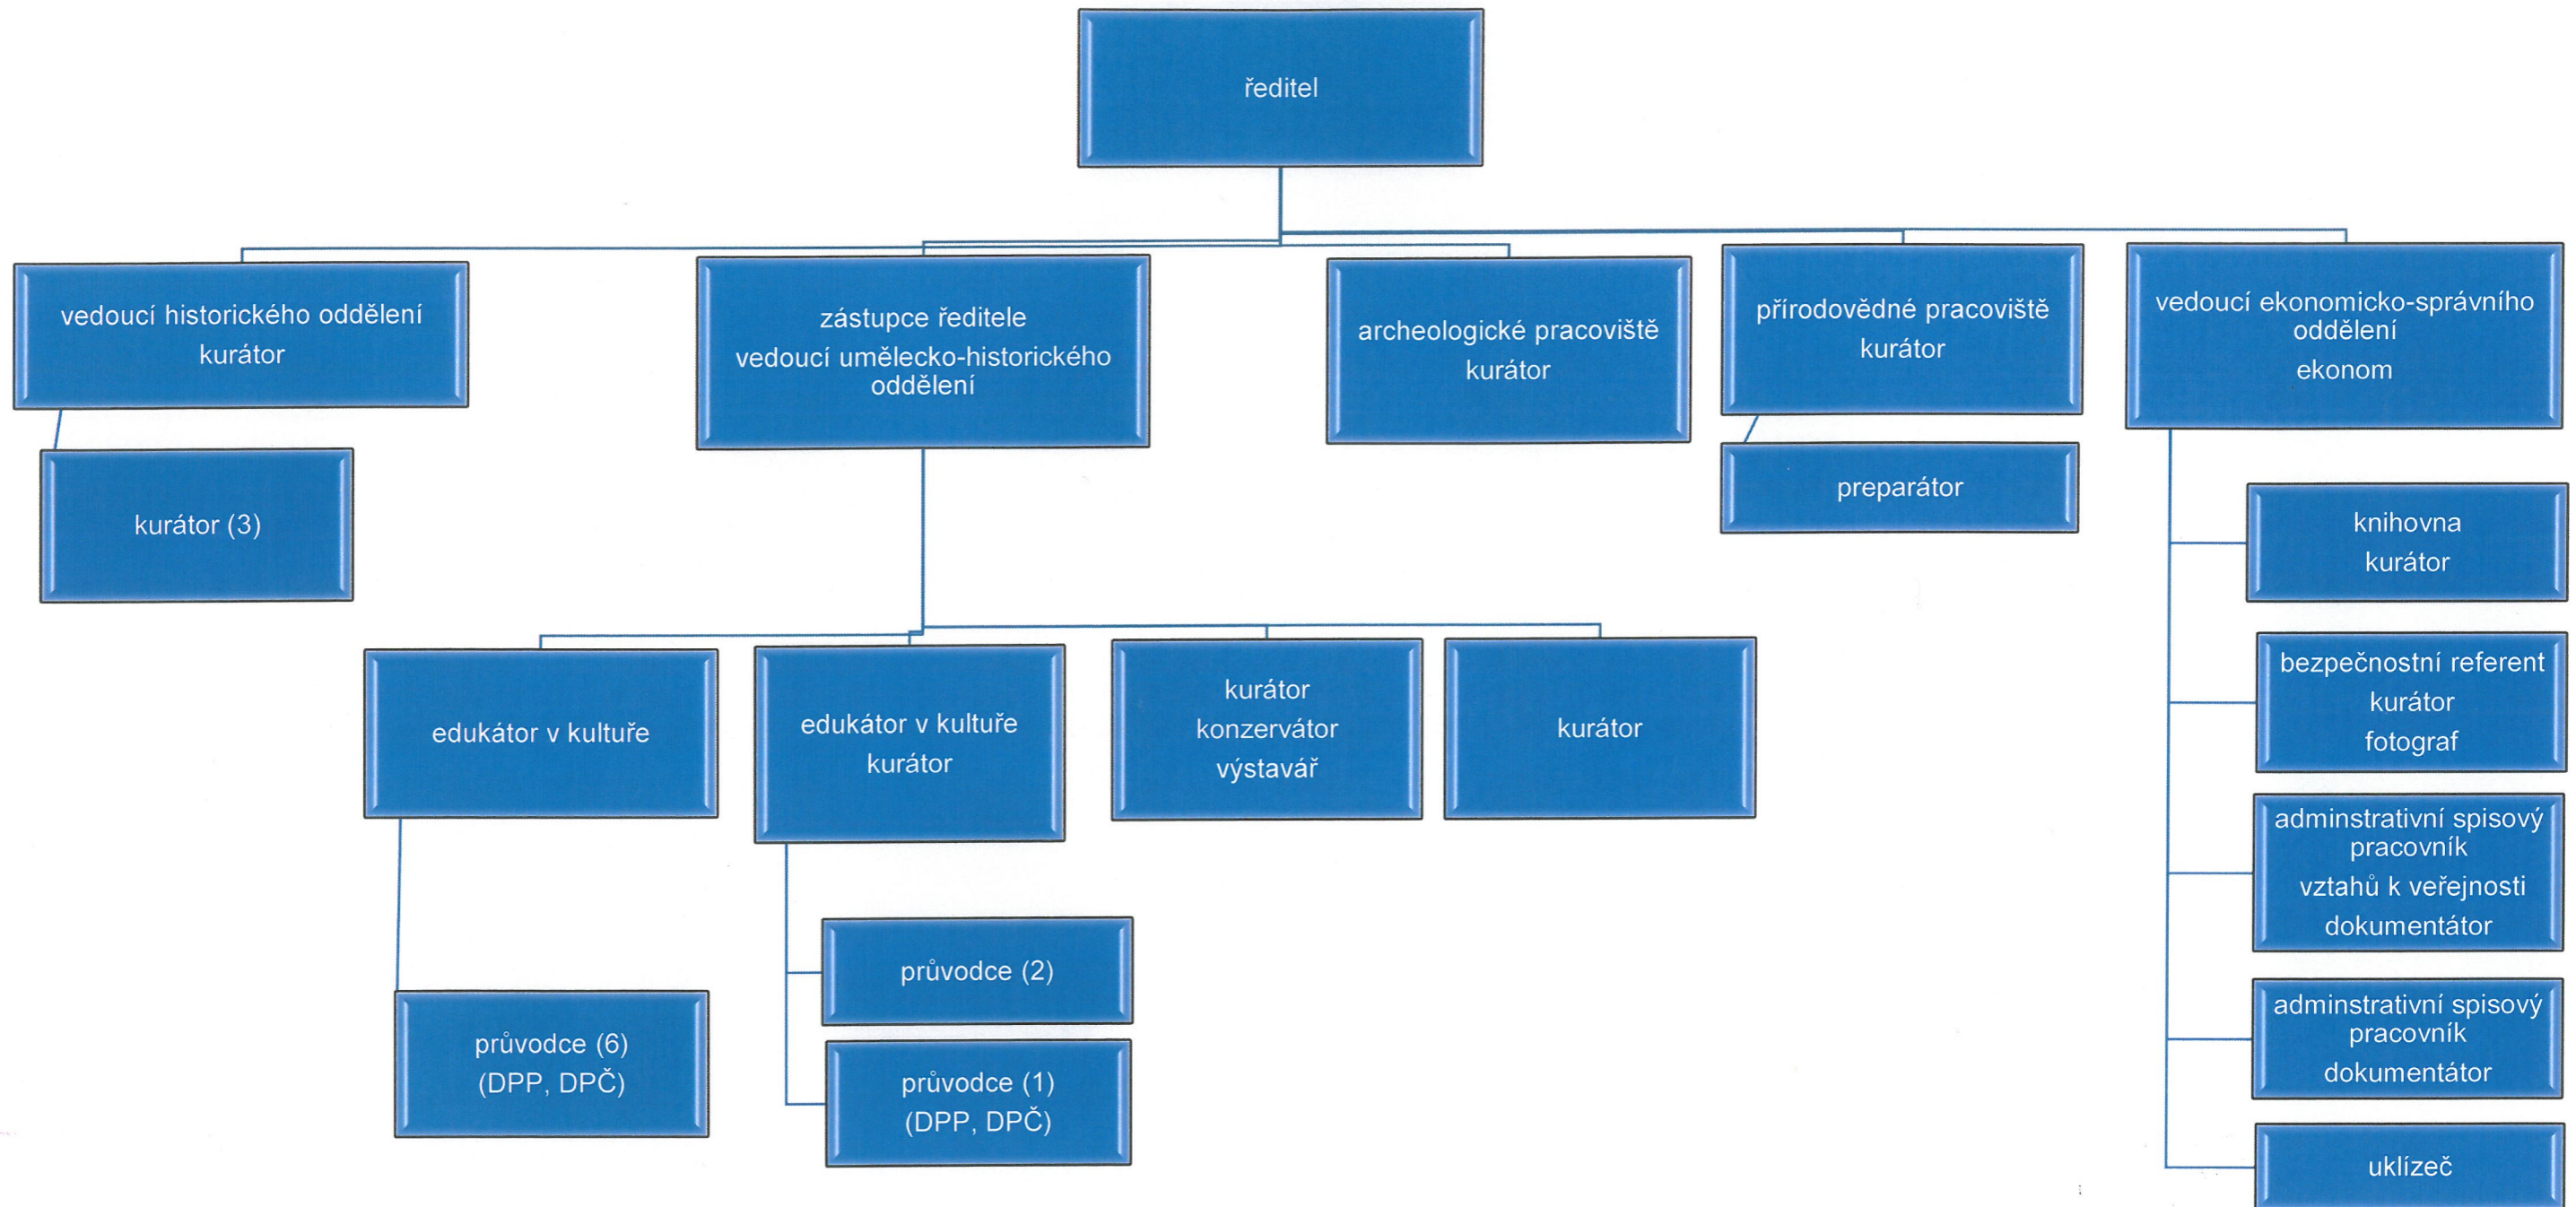 ředitel
vedoucí historického oddělení
kurátor
zástupce ředitele
vedoucí umělecko-historického
oddělení
archeologické pracoviště
kurátor
přírodovědné pracoviště
kurátor
vedoucí ekonomicko-správního
oddělení
ekonom
kurátor (3)
preparátor
knihovna
kurátor
bezpečnostní referent
kurátor
fotograf
adminstrativní spisový
pracovník
vztahů k veřejnosti
dokumentátor
adminstrativní spisový
pracovník
dokumentátor
uklízeč
edukátor v kultuře
edukátor v kultuře
kurátor
kurátor
konzervátor
výstavář
kurátor
průvodce (6)
(DPP, DPČ)
průvodce (2)
průvodce (1)
(DPP, DPČ)